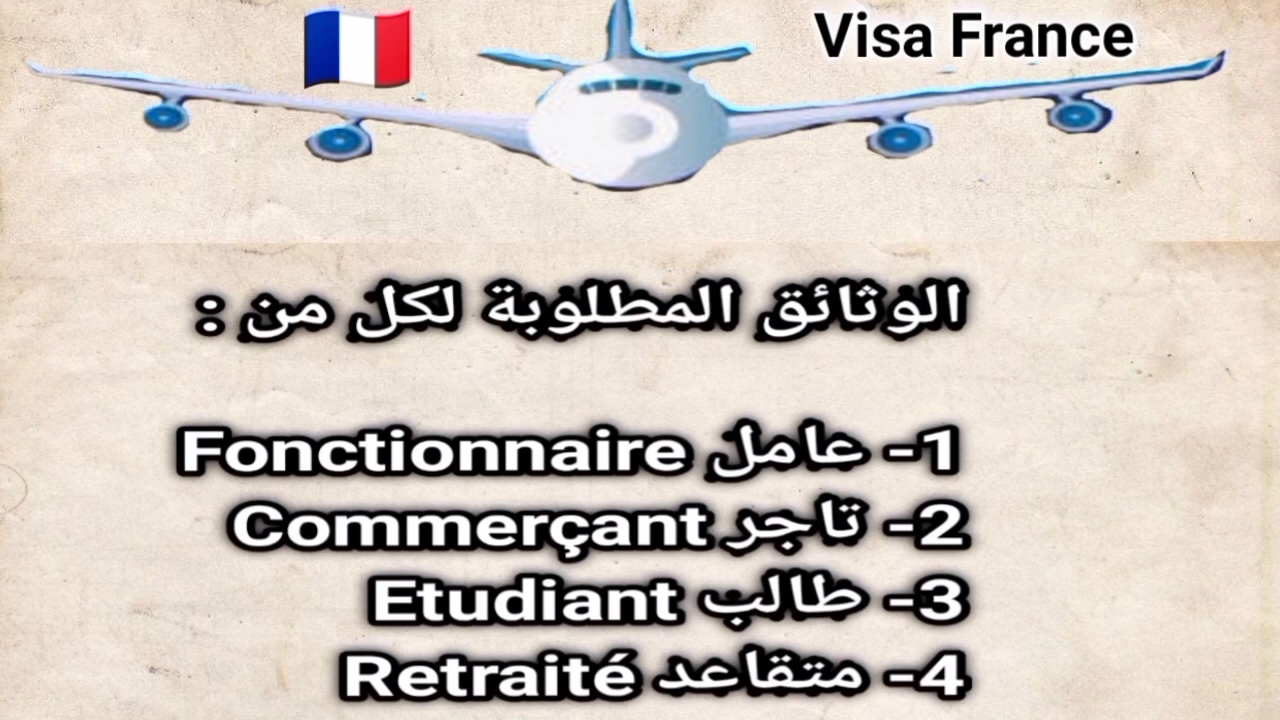 Visa France
الوثائق المطلوبة لكل من :
1- عامل Fonctionnaire
2- تاجر Commerçant
3- طالب Etudiant
4- متقاعد Retraité